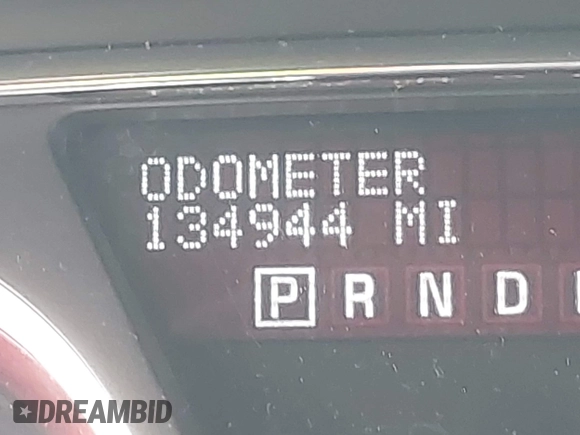 ODOMETER
134944 MI
P R N D
DREAMBID